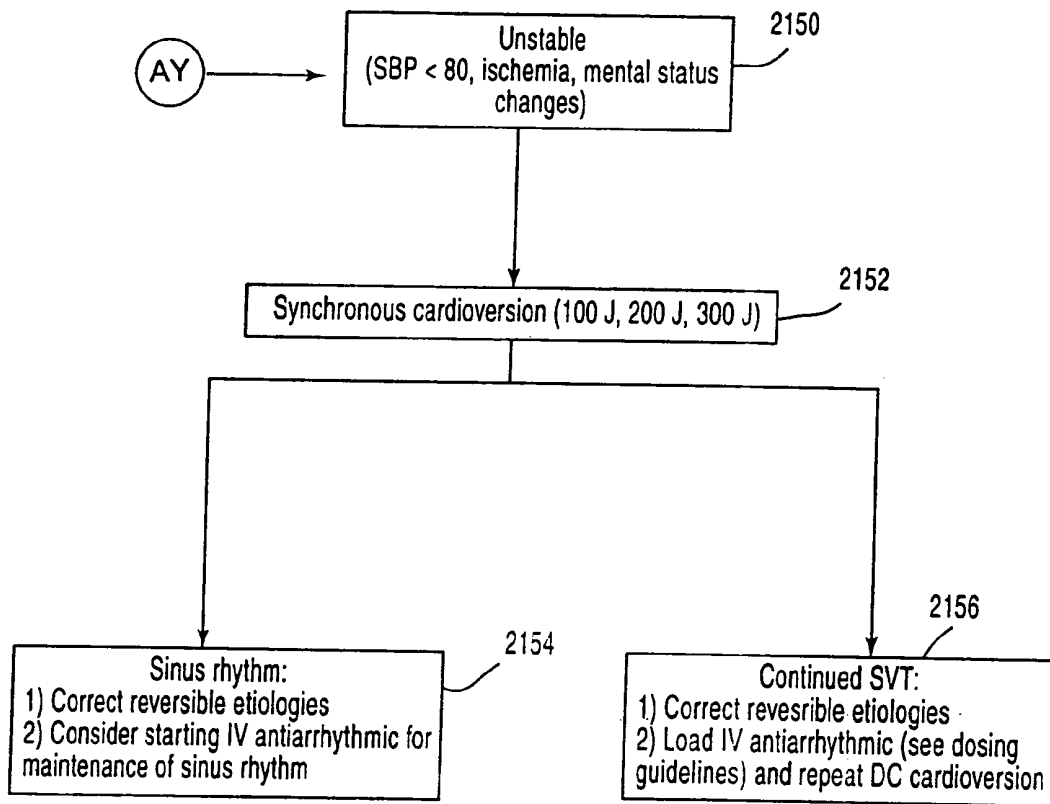 2150
Unstable
(SBP < 80, ischemia, mental status
changes)
AY
2152
Synchronous cardioversion (100 J, 200 J, 300 J)
2154
Sinus rhythm:
1) Correct reversible etiologies
2) Consider starting IV antiarrhythmic for
maintenance of sinus rhythm
2156
Continued SVT:
1) Correct revesrible etiologies
2) Load IV antiarrhythmic (see dosing
guidelines) and repeat DC cardioversion